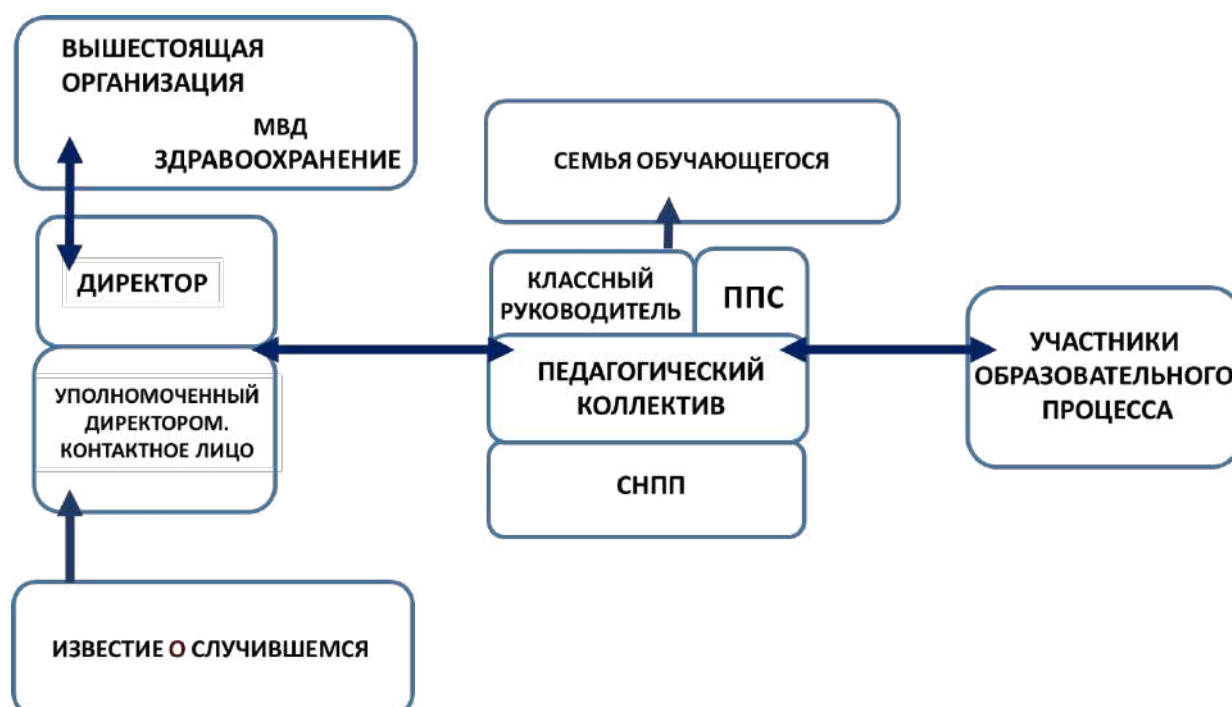 ВЫШЕСТОЯЩАЯ
ОРГАНИЗАЦИЯ
МВД
ЗДРАВООХРАНЕНИЕ
СЕМЬЯ ОБУЧАЮЩЕГОСЯ
ДИРЕКТОР
КЛАССНЫЙ
РУКОВОДИТЕЛЬ
ППС
УПОЛНОМОЧЕННЫЙ
ДИРЕКТОРОМ.
КОНТАКТНОЕ ЛИЦО
ПЕДАГОГИЧЕСКИЙ
КОЛЛЕКТИВ
УЧАСТНИКИ
ОБРАЗОВАТЕЛЬНОГО
ПРОЦЕССА
СНПП
ИЗВЕСТИЕ О СЛУЧИВШЕМСЯ